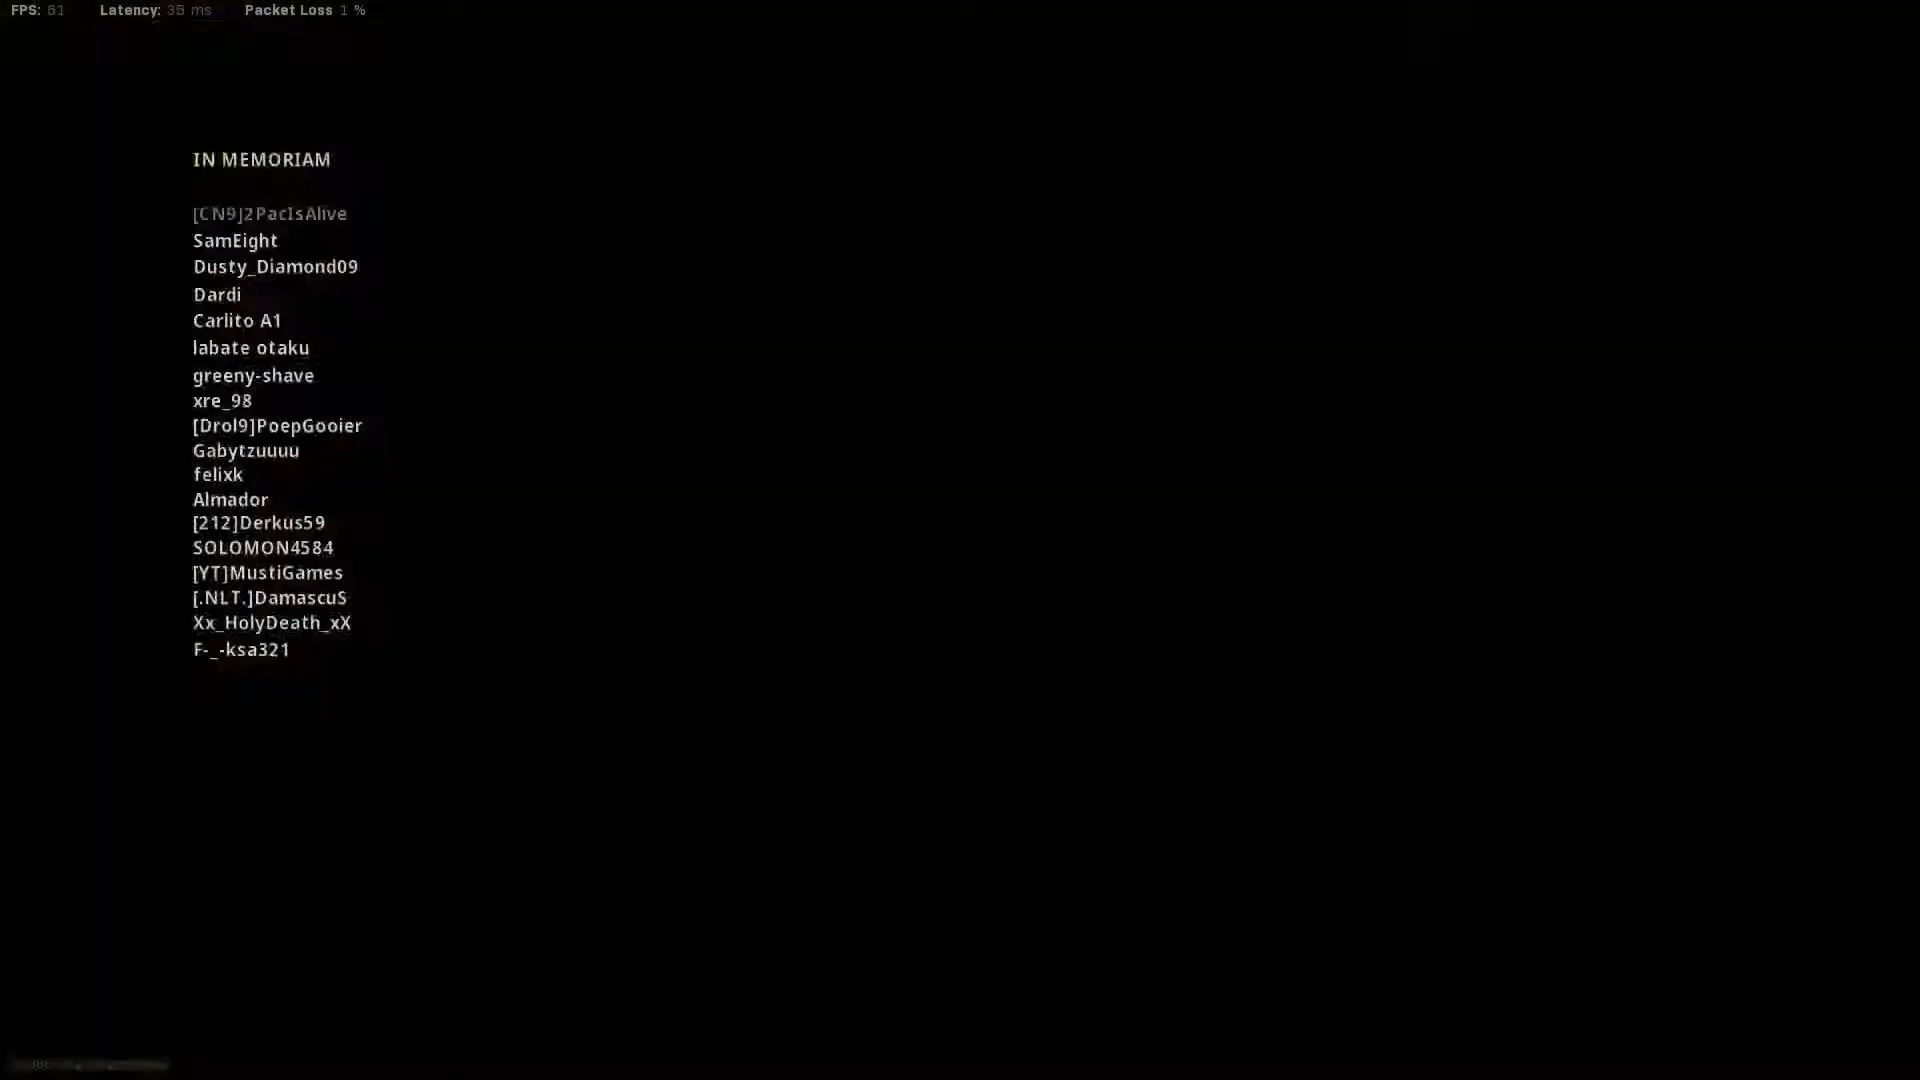 FPS: 61 Latency: 35 ms Packet Loss 1 %
IN MEMORIAM
[CN9]2PacIsAlive
SamEight
Dusty_Diamond09
Dardi
Carlito A1
labate otaku
greeny-shave
xre_98
[Drol9]PoepGooier
Gabytzuuuu
felixk
Almador
[212]Derkus59
SOLOMON4584
[YT]MustiGames
[.NLT.]DamascuS
Xx_HolyDeath_xX
F-_-ksa321